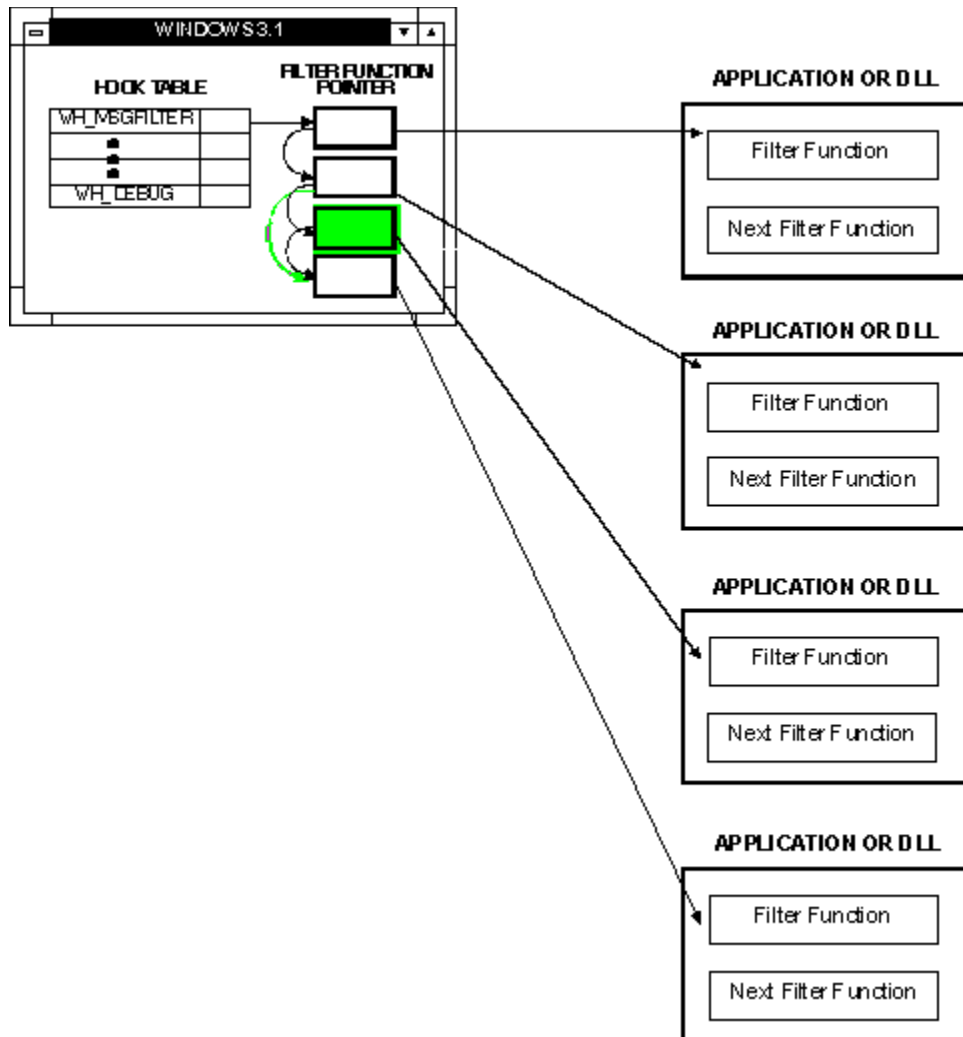 WINDOWS 3.1
HOOK TABLE
FILTER FUNCTION
POINTER
WH_MSGFILTER
WH_DEBUG
APPLICATION OR DLL
Filter Function
Next Filter Function
APPLICATION OR DLL
Filter Function
Next Filter Function
APPLICATION OR DLL
Filter Function
Next Filter Function
APPLICATION OR DLL
Filter Function
Next Filter Function